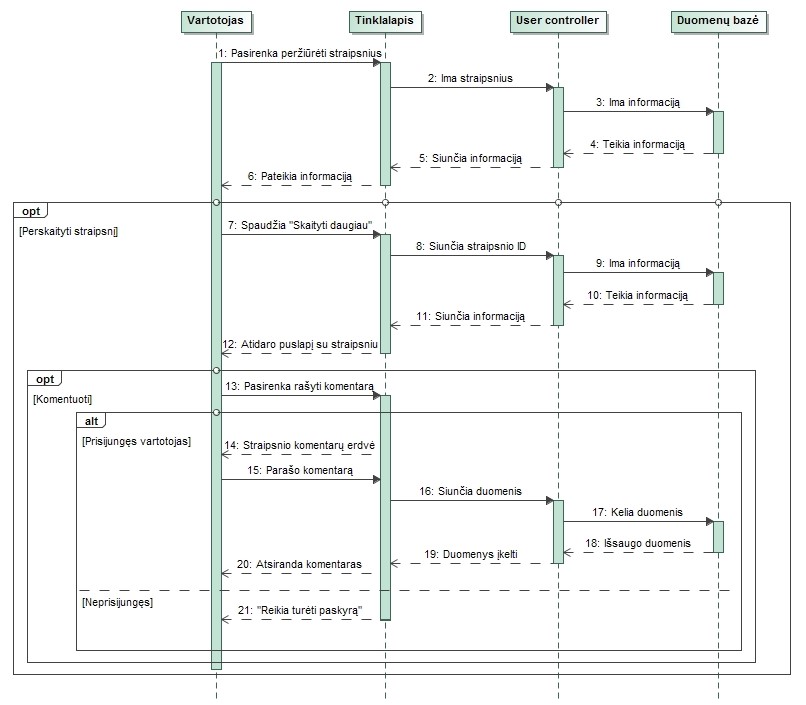 Vartotojas
Tinklalapis
User controller
Duomenų bazė
1: Pasirenka peržiūrėti straipsnius
2: Ima straipsnius
3: Ima informaciją
4: Teikia informaciją
5: Siunčia informaciją
6: Pateikia informaciją
opt
[Perskaityti straipsnį]
7: Spaudžia "Skaityti daugiau"
8: Siunčia straipsnio ID
9: Ima informaciją
10: Teikia informaciją
11: Siunčia informaciją
12: Atidaro puslapį su straipsniu
opt
[Komentuoti]
13: Pasirenka rašyti komentarą
alt
[Prisijungęs vartotojas]
14: Straipsnio komentarų erdvė
15: Parašo komentarą
16: Siunčia duomenis
17: Kelia duomenis
18: Išsaugo duomenis
19: Duomenys įkelti
20: Atsiranda komentaras
[Neprisijungęs]
21: "Reikia turėti paskyrą"